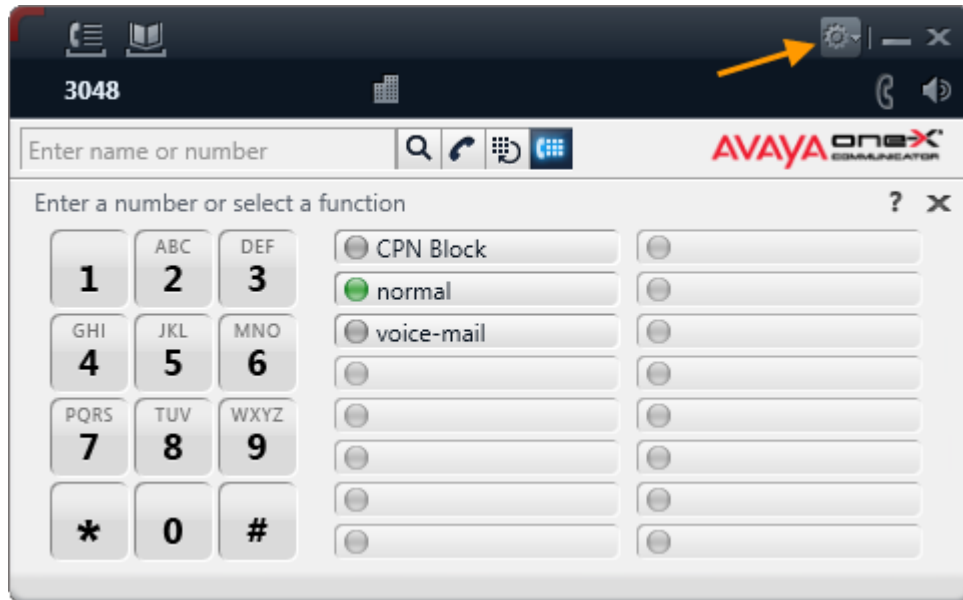 3048
Enter name or number
AVAYA one-X
COMMUNICATOR
Enter a number or select a function ?
1
ABC
2
DEF
3
GHI
4
JKL
5
MNO
6
PQRS
7
TUV
8
WXYZ
9
*
0
#
CPN Block
normal
voice-mail